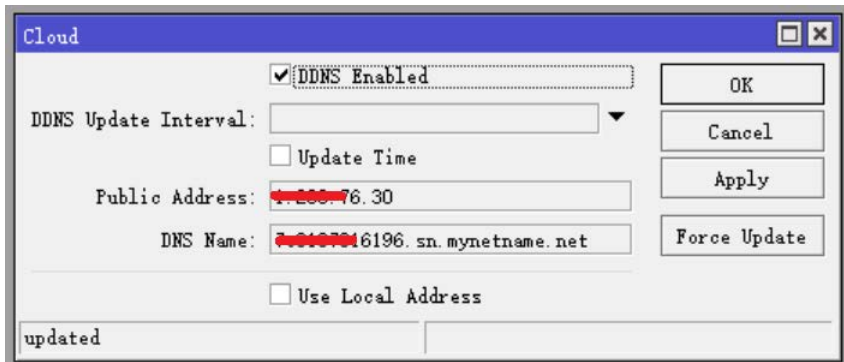 Cloud
DDNS Enabled
OK
DDNS Update Interval:
Cancel
Update Time
Apply
Public Address: 76.30
DNS Name: 6196.sn.mynetname.net
Force Update
Use Local Address
updated